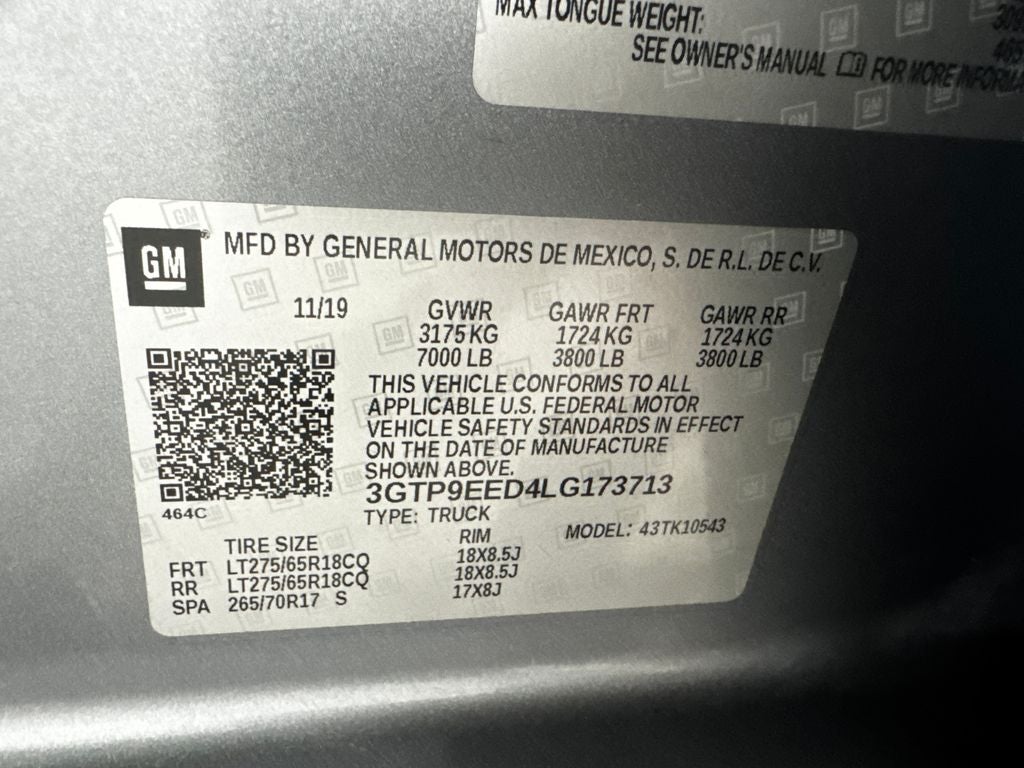 MAX TONGUE WEIGHT:
SEE OWNER'S MANUAL FOR MORE
GM
MFD BY GENERAL MOTORS DE MEXICO, S. DE R.L. DE C.V.
11/19 GVWR GAWR FRT GAWR RR
3175 KG 1724 KG 1724 KG
7000 LB 3800 LB 3800 LB
THIS VEHICLE CONFORMS TO ALL
APPLICABLE U.S. FEDERAL MOTOR
VEHICLE SAFETY STANDARDS IN EFFECT
ON THE DATE OF MANUFACTURE
SHOWN ABOVE.
3GTP9EED4LG173713
464C
TYPE: TRUCK
MODEL: 43TK10543
TIRE SIZE RIM
FRT LT275/65R18CQ 18X8.5J
RR LT275/65R18CQ 18X8.5J
SPA 265/70R17 S 17X8J